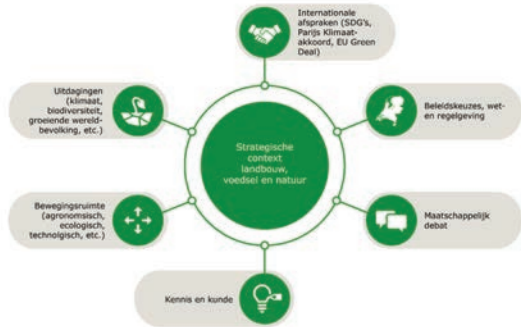 Internationale
afspraken (SDG's,
Parijs Klimaat-
akkoord, EU Green
Deal)
Uitdagingen
(klimaat,
biodiversiteit,
groeiende wereld-
bevolking, etc.)
Beleidskeuzes, wet-
en regelgeving
Strategische
context
landbouw,
voedsel en natuur
Bewegingsruimte
(agronomisch,
ecologisch,
technolgisch, etc.)
Maatschappelijk
debat
Kennis en kunde